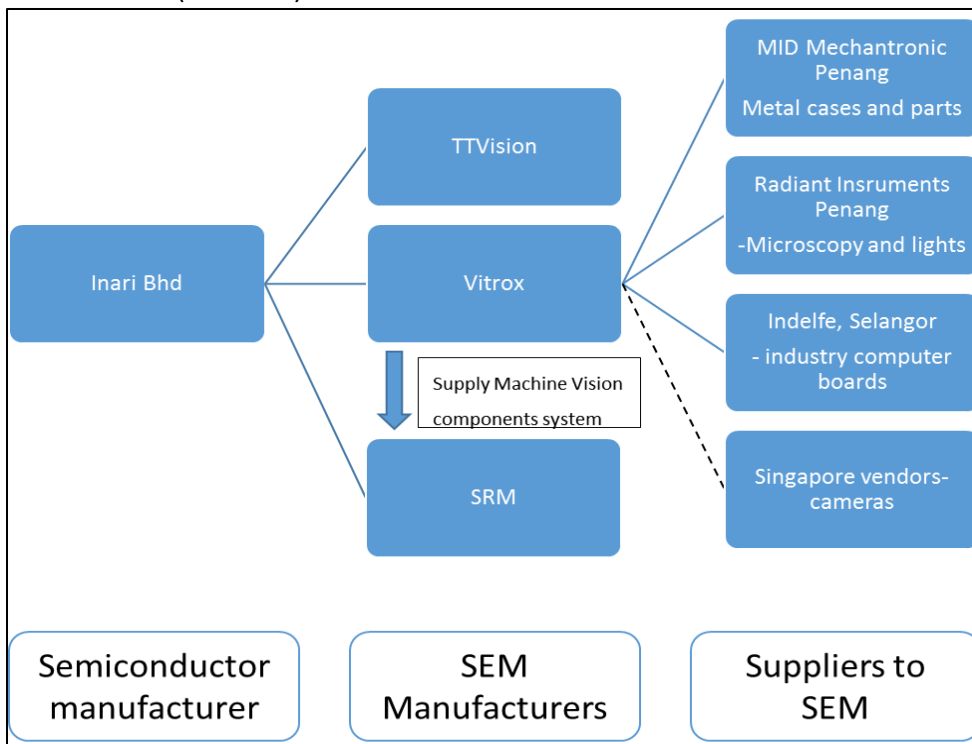 MID Mechantronic
Penang
Metal cases and parts
TTVision
Radiant Insruments
Penang
-Microscopy and lights
Inari Bhd
Vitrox
Indelfe, Selangor
- industry computer
boards
Supply Machine Vision
components system
SRM
Singapore vendors-
cameras
Semiconductor
manufacturer
SEM
Manufacturers
Suppliers to
SEM